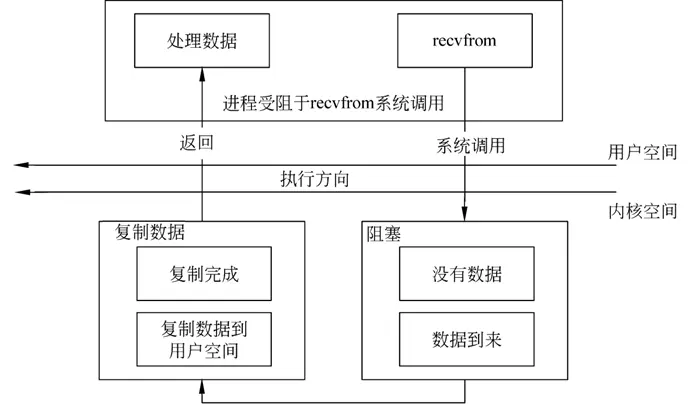 处理数据
recvfrom
进程受阻于recvfrom系统调用
返回
系统调用
用户空间
执行方向
内核空间
复制数据
阻塞
复制完成
没有数据
复制数据到
用户空间
数据到来